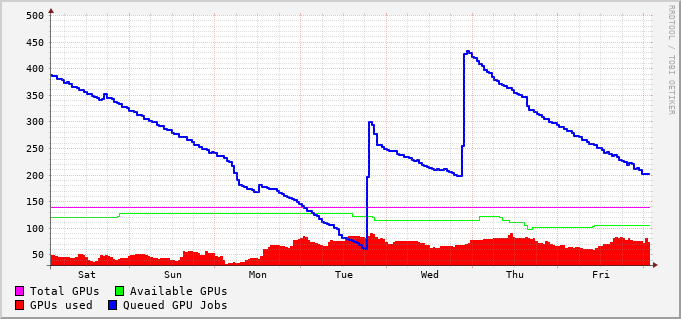 500
450
400
350
300
250
200
150
100
50
Sat Sun Mon Tue Wed Thu Fri
Total GPUs Available GPUs
GPUs used Queued GPU Jobs
RRDTOOL / TOBI OETIKER